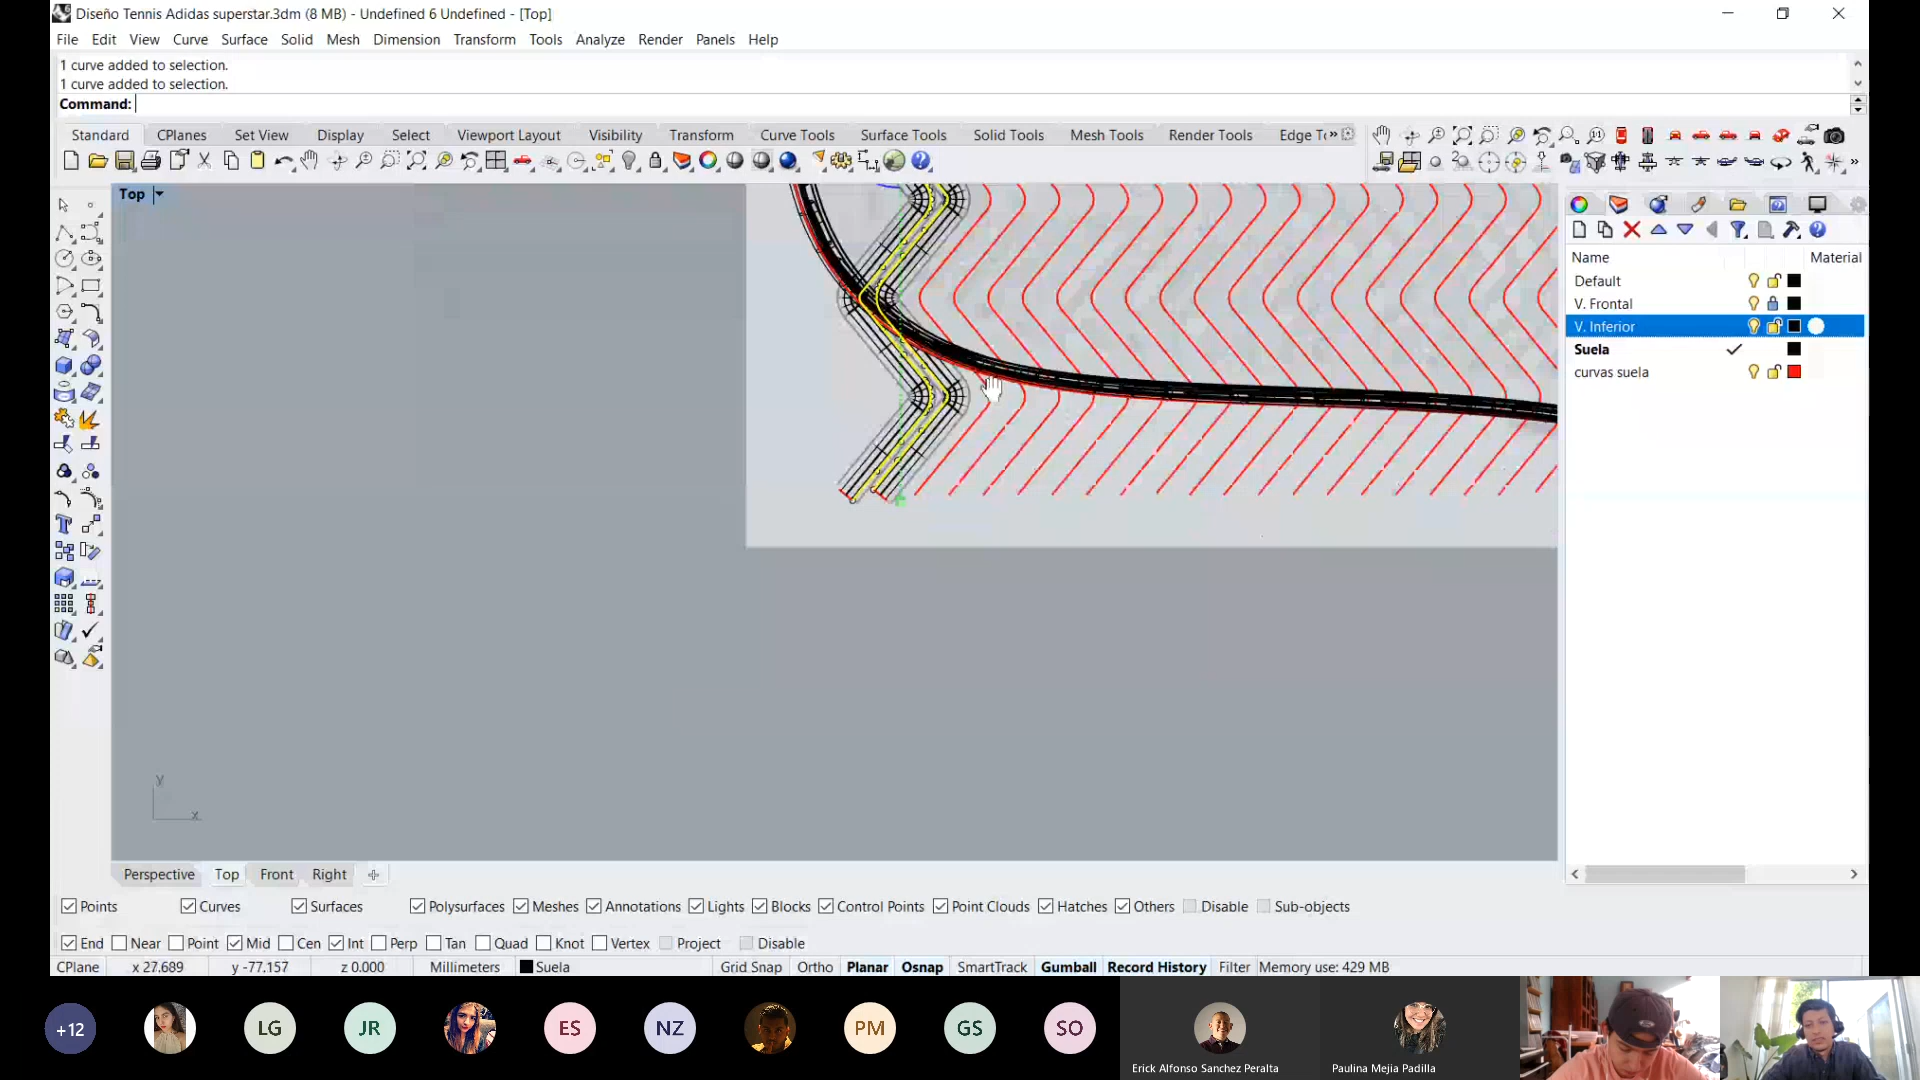 Diseño Tennis Adidas superstar.3dm (8 MB) - Undefined 6 Undefined - [Top]
File Edit View Curve Surface Solid Mesh Dimension Transform Tools Analyze Render Panels Help
1 curve added to selection.
1 curve added to selection.
Command:
Standard CPlanes Set View Display Select Viewport Layout Visibility Transform Curve Tools Surface Tools Solid Tools Mesh Tools Render Tools Edge To
Top
Name Material
Default
V. Frontal
V. Inferior
Suela
curvas suela
y
x
Perspective Top Front Right
Points Curves Surfaces Polysurfaces Meshes Annotations Lights Blocks Control Points Point Clouds Hatches Others Disable Sub-objects
End Near Point Mid Cen Int Perp Tan Quad Knot Vertex Project Disable
CPlane x 27.689 y -77.157 z 0.000 Millimeters Suela Grid Snap Ortho Planar Osnap SmartTrack Gumball Record History Filter Memory use: 429 MB
+12 LG JR ES NZ PM GS SO
Erick Alfonso Sanchez Peralta Paulina Mejia Padilla